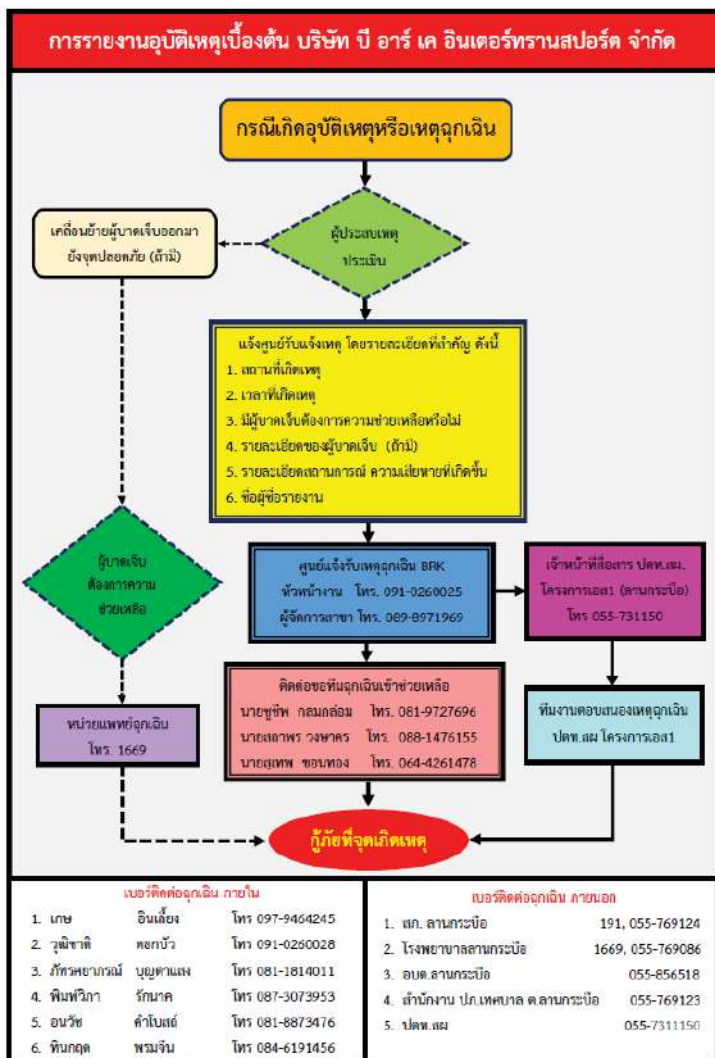 การรายงานอุบัติเหตุเบื้องต้น บริษัท บี อาร์ เค อินเตอร์ทรานสปอร์ต จำกัด
กรณีเกิดอุบัติเหตุหรือเหตุฉุกเฉิน
ผู้ประสบเหตุ
ประเมิน
เคลื่อนย้ายผู้บาดเจ็บออกมา
ยังจุดปลอดภัย (ถ้ามี)
แจ้งศูนย์รับแจ้งเหตุ โดยรายละเอียดที่สำคัญ ดังนี้
1. สถานที่เกิดเหตุ
2. เวลาที่เกิดเหตุ
3. มีผู้บาดเจ็บต้องการความช่วยเหลือหรือไม่
4. รายละเอียดของผู้บาดเจ็บ (ถ้ามี)
5. รายละเอียดสถานการณ์ ความเสียหายที่เกิดขึ้น
6. ชื่อผู้ชื่อรายงาน
ผู้บาดเจ็บ
ต้องการความ
ช่วยเหลือ
ศูนย์แจ้งรับเหตุฉุกเฉิน BRK
หัวหน้างาน โทร. 091-0260025
ผู้จัดการสาขา โทร. 089-8971969
เจ้าหน้าที่สื่อสาร ปตท.สผ.
โครงการเอส1 (ลานกระบือ)
โทร 055-731150
หน่วยแพทย์ฉุกเฉิน
โทร. 1669
ติดต่อขอทีมฉุกเฉินเข้าช่วยเหลือ
นายชูชีพ กลมกล่อม โทร. 081-9727696
นายสถาพร วงษาคร โทร. 088-1476155
นายสุเทพ ขอนทอง โทร. 064-4261478
ทีมงานตอบสนองเหตุฉุกเฉิน
ปตท.สผ โครงการเอส1
กู้ภัยที่จุดเกิดเหตุ
เบอร์ติดต่อฉุกเฉิน ภายใน
1. เกษ อินเลี้ยง โทร 097-9464245
2. วุฒิชาติ ดอกบัว โทร 091-0260028
3. ภัทรหยาภรณ์ บุญตาแสง โทร 081-1814011
4. พิมพ์วิภา รักนาค โทร 087-3073953
5. อนวัช คำโบสถ์ โทร 081-8873476
6. ทินกฤต พรมจีน โทร 084-6191456
เบอร์ติดต่อฉุกเฉิน ภายนอก
1. สภ. ลานกระบือ 191, 055-769124
2. โรงพยาบาลลานกระบือ 1669, 055-769086
3. อบต.ลานกระบือ 055-856518
4. สำนักงาน ปภ.เทศบาล ต.ลานกระบือ 055-769123
5. ปตท.สผ 055-7311150